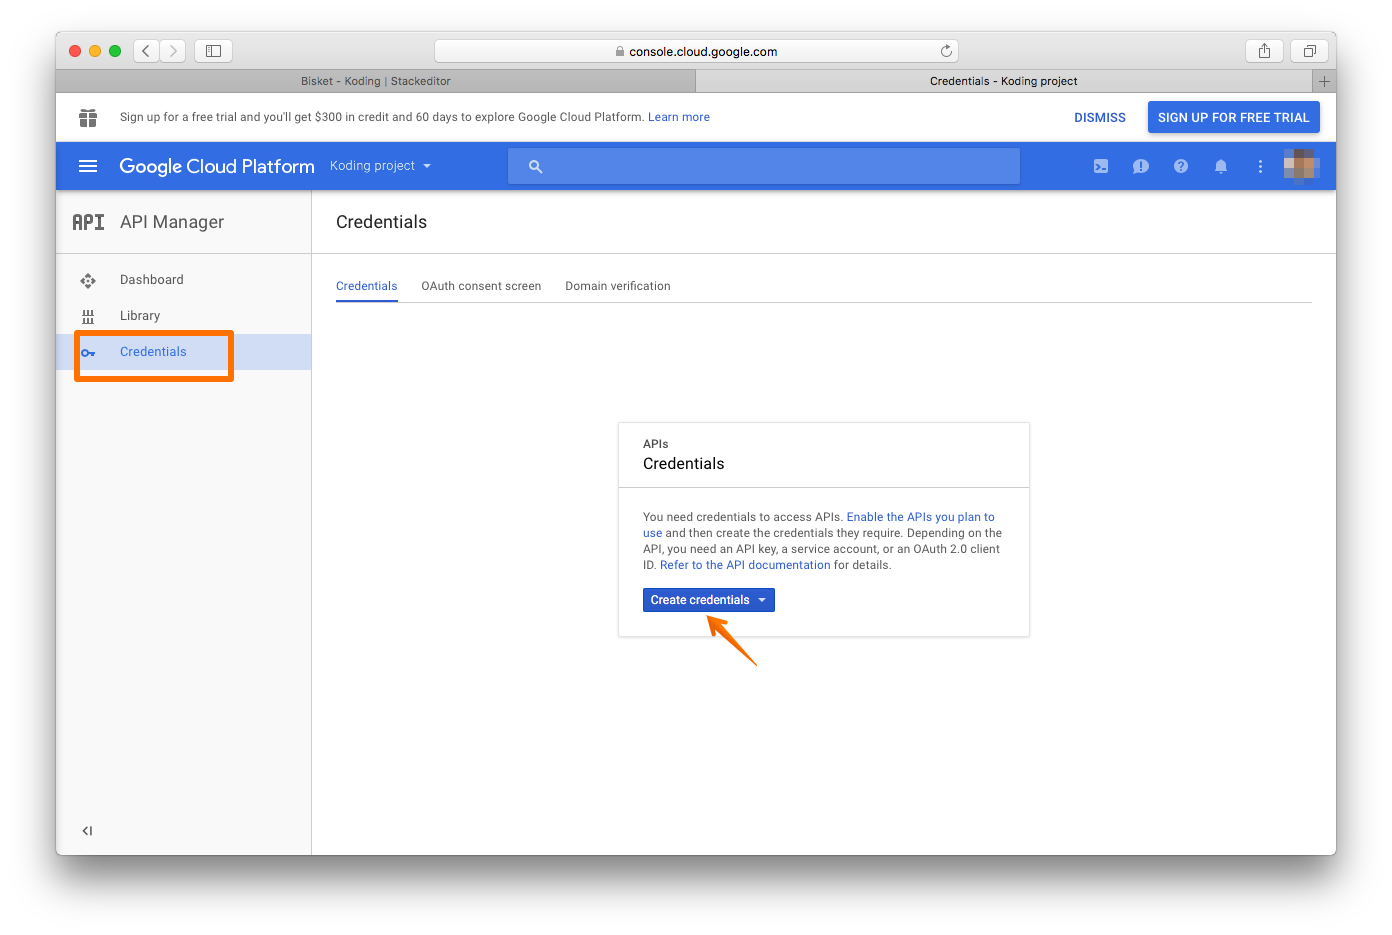 console.cloud.google.com
Bisket - Koding | Stackeditor
Credentials - Koding project
Sign up for a free trial and you'll get $300 in credit and 60 days to explore Google Cloud Platform. Learn more
DISMISS
SIGN UP FOR FREE TRIAL
Google Cloud Platform
Koding project
API
API Manager
Credentials
Dashboard
Library
Credentials
Credentials
OAuth consent screen
Domain verification
APIs
Credentials
You need credentials to access APIs. Enable the APIs you plan to
use and then create the credentials they require. Depending on the
API, you need an API key, a service account, or an OAuth 2.0 client
ID. Refer to the API documentation for details.
Create credentials